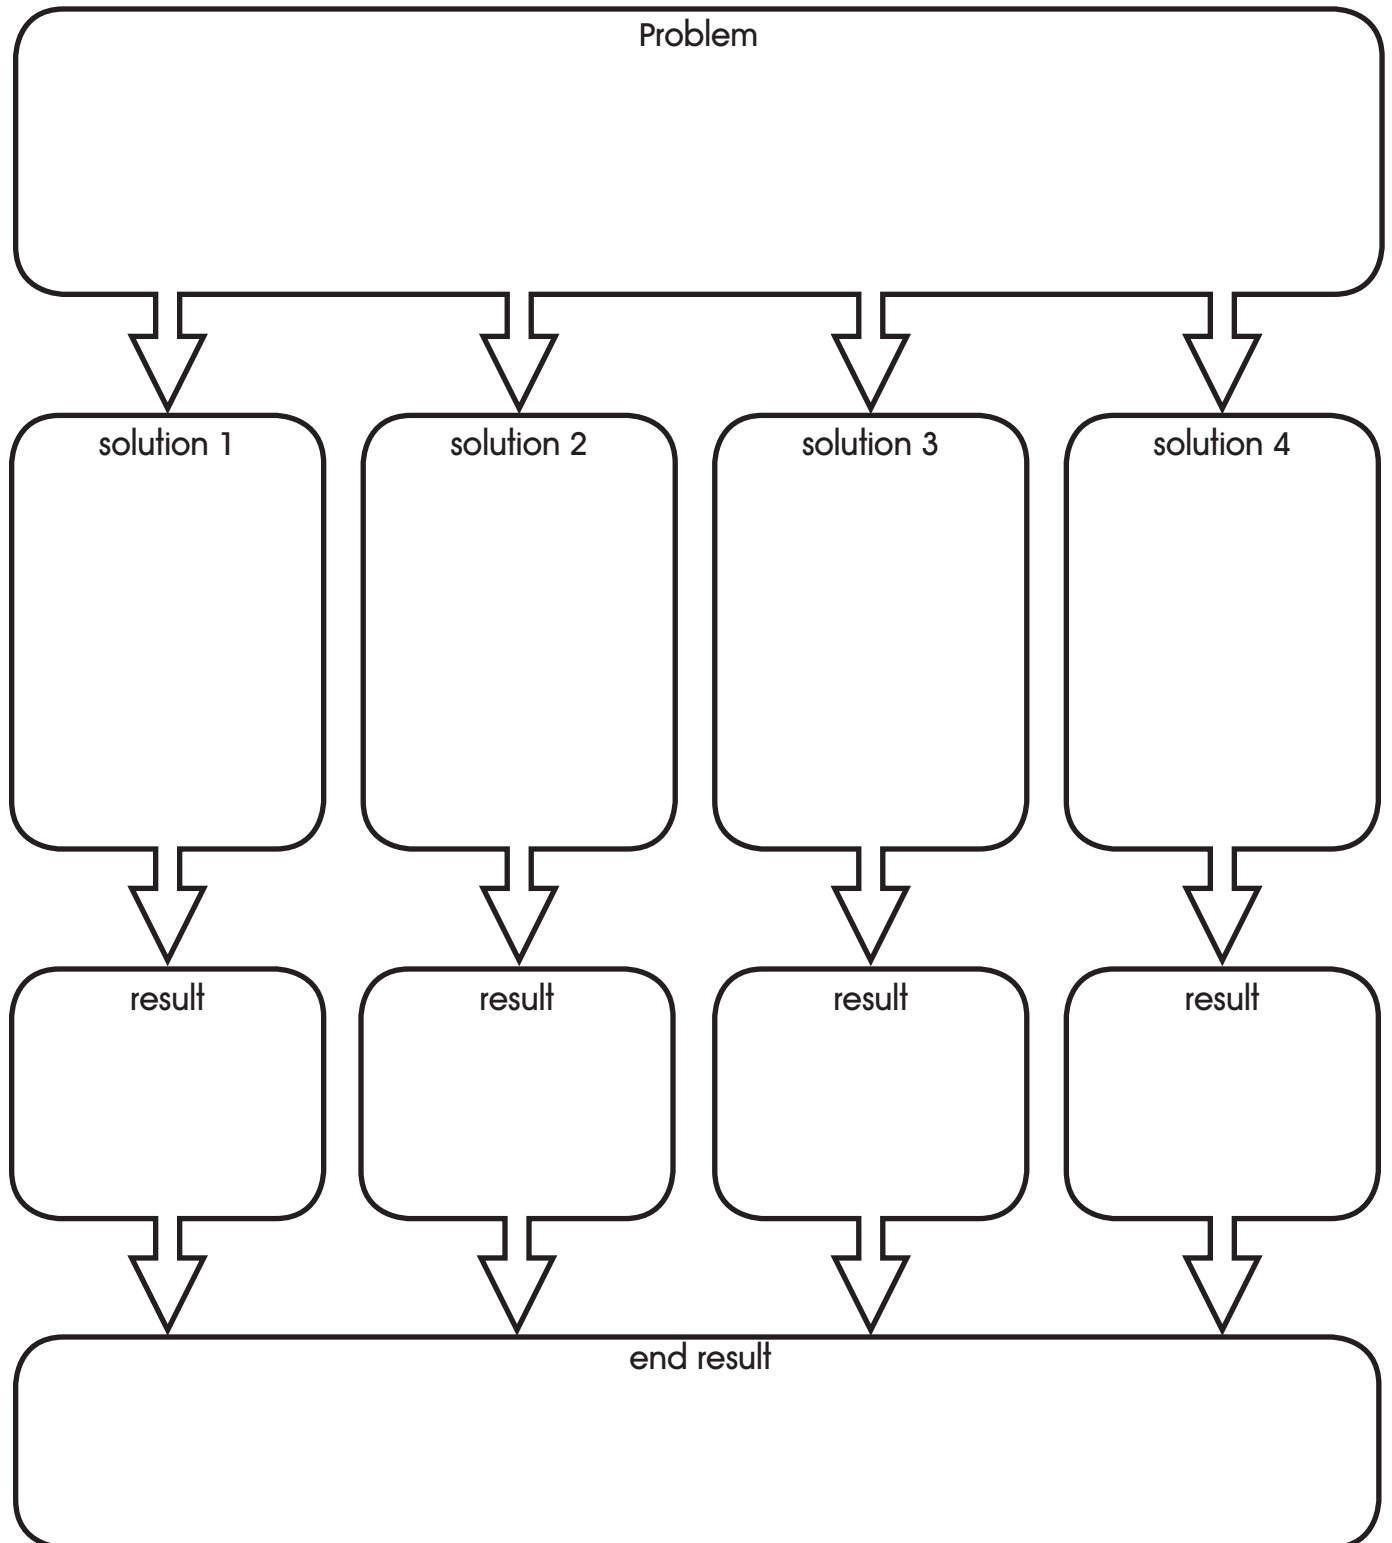 Problem
solution 1
solution 2
solution 3
solution 4
result
result
result
result
end result